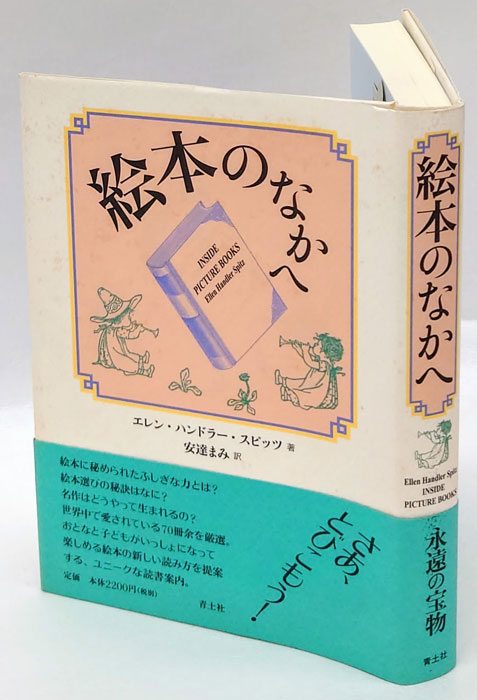 絵本のなかへ
INSIDE
PICTURE BOOKS
Ellen Handler Spitz
エレン・ハンドラー・スピッツ 著
安達まみ 訳
絵本に秘められたふしぎな力とは？
絵本選びの秘訣はなに？
名作はどうやって生まれるの？
世界中で愛されている70冊余を厳選。
おとなと子どもがいっしょになって
楽しめる絵本の新しい読み方を提案
する、ユニークな読書案内。
定価 本体2200円(税別)
青土社
さあ、
とびこもう！
絵本のなかへ
Ellen Handler Spitz
INSIDE
PICTURE BOOKS
永遠の宝物
青土社